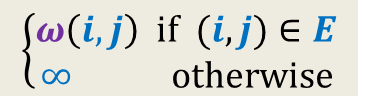 ω(i,j) if (i,j) ∈ E
∞ otherwise